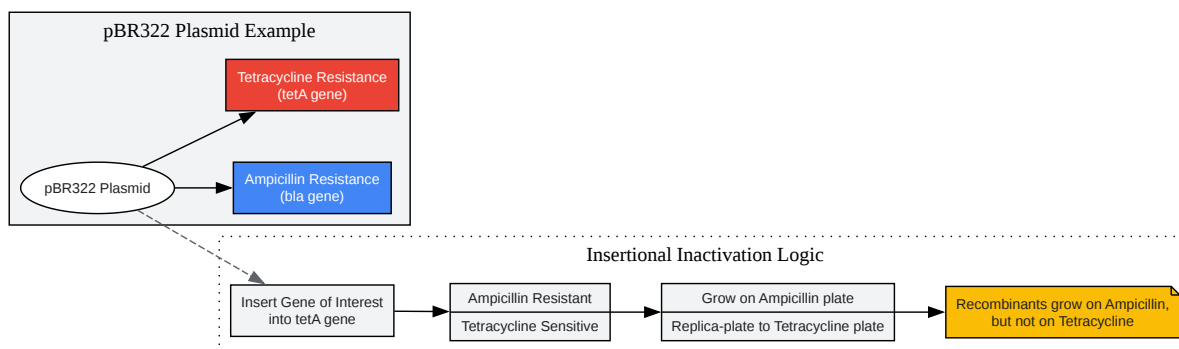 pBR322 Plasmid Example
Tetracycline Resistance
(tetA gene)
pBR322 Plasmid
Ampicillin Resistance
(bla gene)
Insertional Inactivation Logic
Insert Gene of Interest
into tetA gene
Ampicillin Resistant
Tetracycline Sensitive
Grow on Ampicillin plate
Replica-plate to Tetracycline plate
Recombinants grow on Ampicillin,
but not on Tetracycline